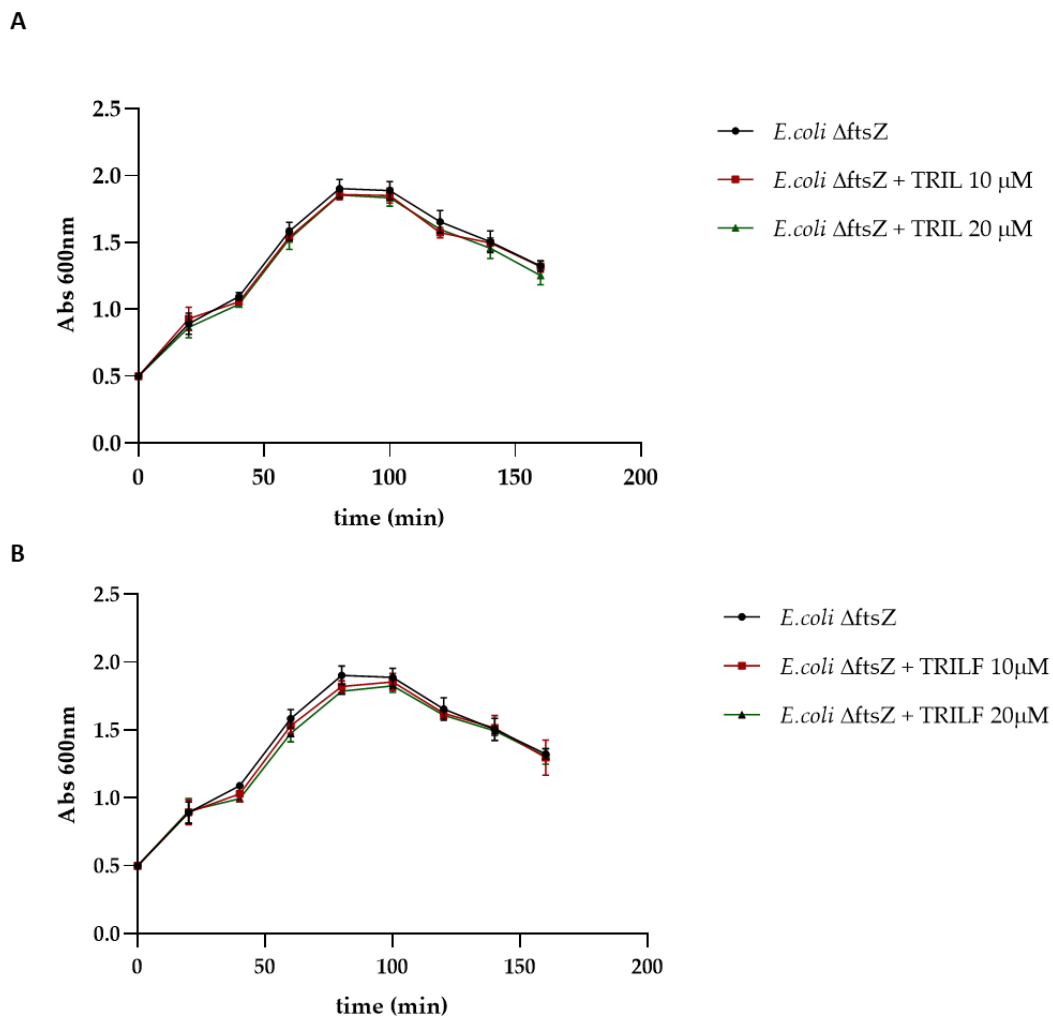 A
2.5
2.0
1.5
1.0
0.5
0.0
Abs 600nm
0 50 100 150 200
time (min)
E.coli ΔftsZ
E.coli ΔftsZ + TRIL 10 μM
E.coli ΔftsZ + TRIL 20 μM
B
2.5
2.0
1.5
1.0
0.5
0.0
Abs 600nm
0 50 100 150 200
time (min)
E.coli ΔftsZ
E.coli ΔftsZ + TRILF 10μM
E.coli ΔftsZ + TRILF 20μM